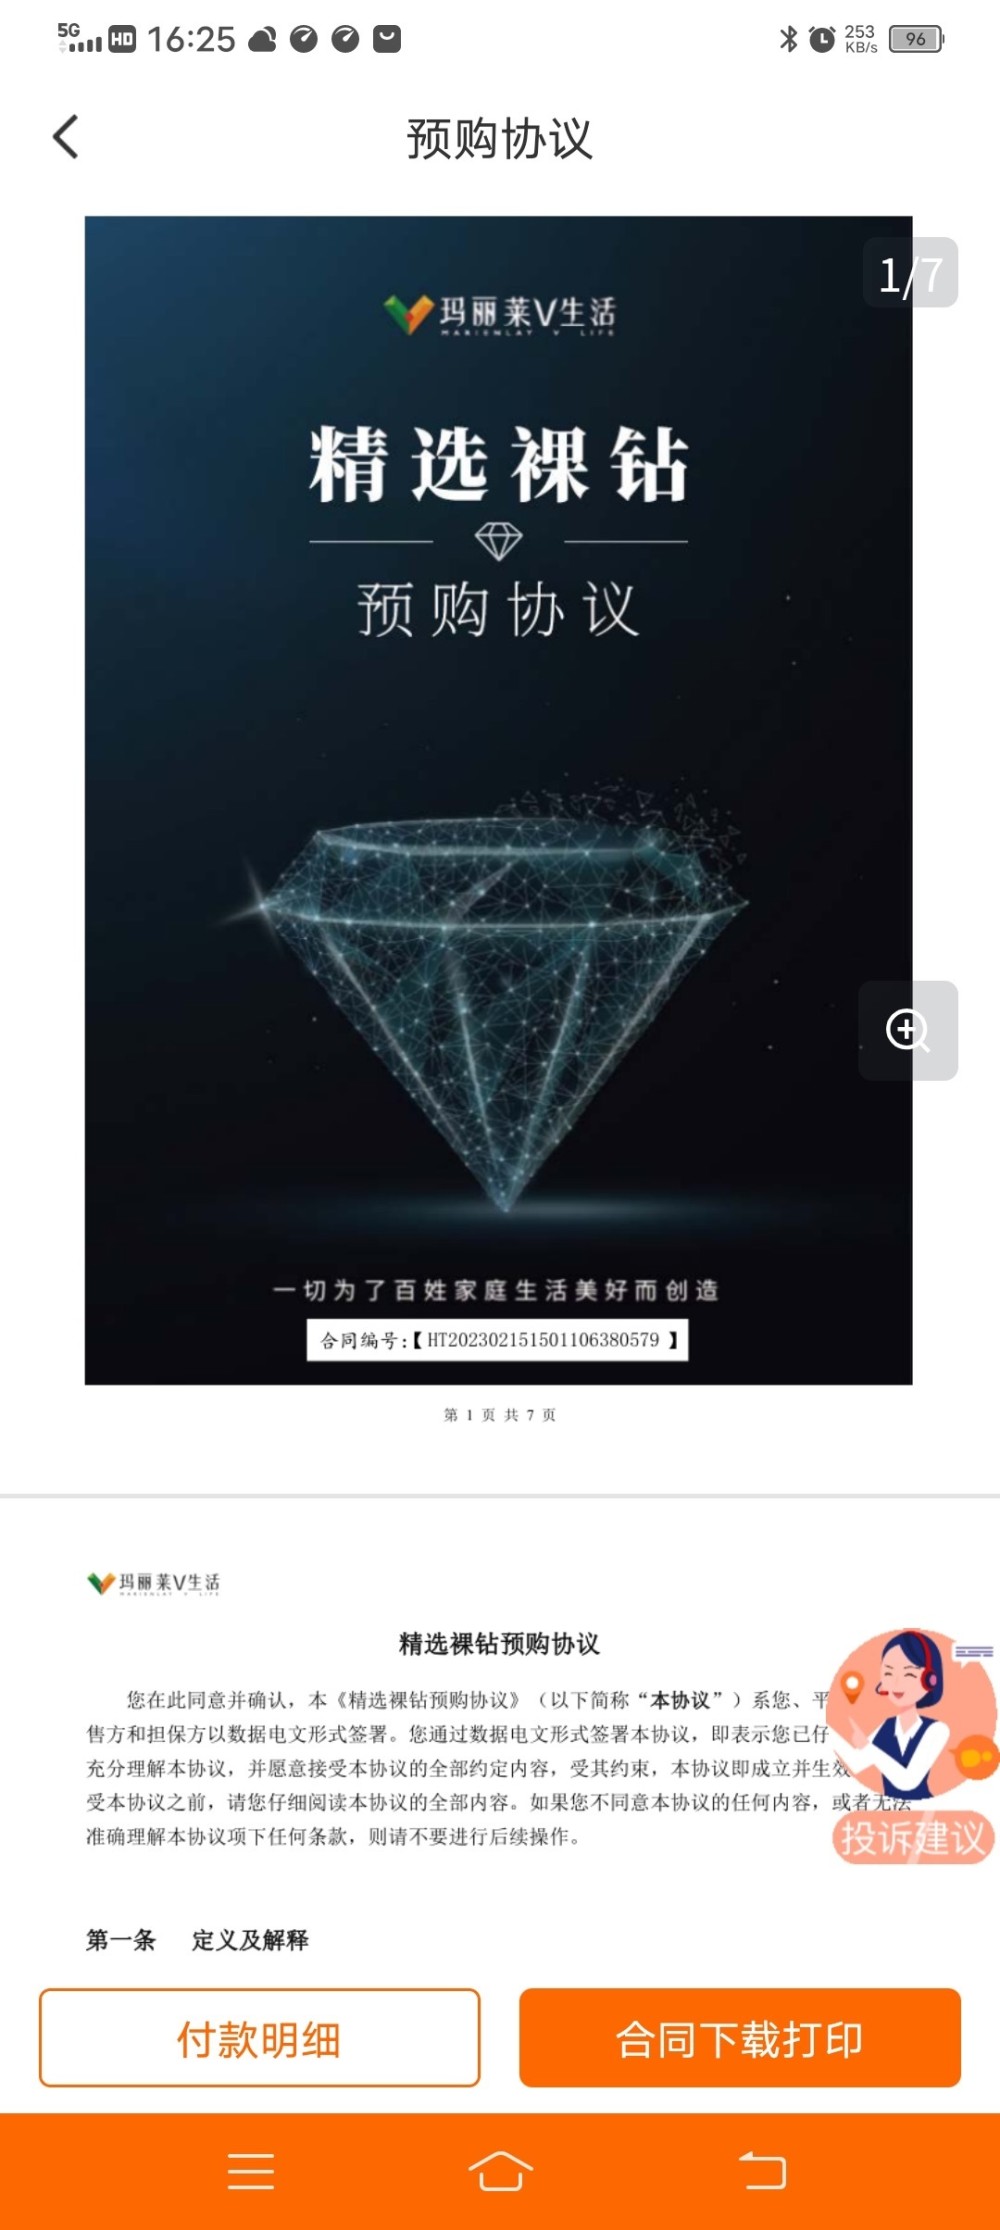 5G HD 16:25 253 KB/s 96
预购协议
1/7
玛丽莱V生活
MARIENLAY V LIFE
精选裸钻
预购协议
一切为了百姓家庭生活美好而创造
合同编号:【HT202302151501106380579 】
第 1 页 共 7 页
玛丽莱V生活
MARIENLAY V LIFE
精选裸钻预购协议
您在此同意并确认，本《精选裸钻预购协议》（以下简称“本协议”）系您、平
售方和担保方以数据电文形式签署。您通过数据电文形式签署本协议，即表示您已仔
充分理解本协议，并愿意接受本协议的全部约定内容，受其约束，本协议即成立并生效
受本协议之前，请您仔细阅读本协议的全部内容。如果您不同意本协议的任何内容，或者无法
准确理解本协议项下任何条款，则请不要进行后续操作。
投诉建议
第一条 定义及解释
付款明细
合同下载打印